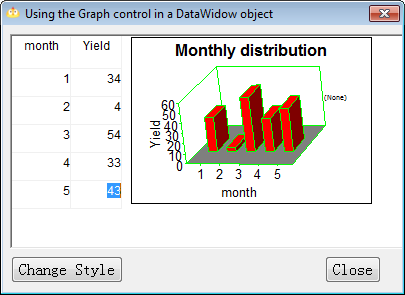 Using the Graph control in a DataWidow object
month Yield
1 34
2 4
3 54
4 33
5 43
Monthly distribution
Yield
60
50
40
30
20
10
0
1 2 3 4 5
month
(None)
Change Style
Close